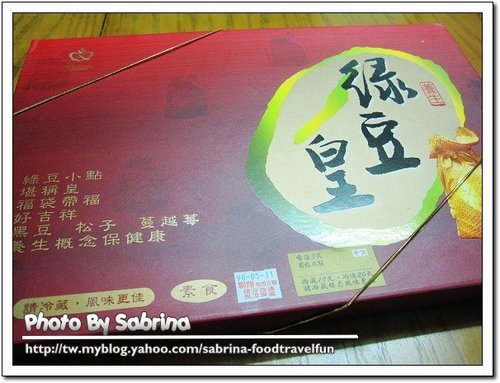 綠豆皇
養生
綠豆小點
堪稱皇
福袋帶福
好吉祥
黑豆 松子 蔓越莓
養生概念保健康
請冷藏·風味更佳
素食
Photo By Sabrina
http://tw.myblog.yahoo.com/sabrina-foodtravelfun